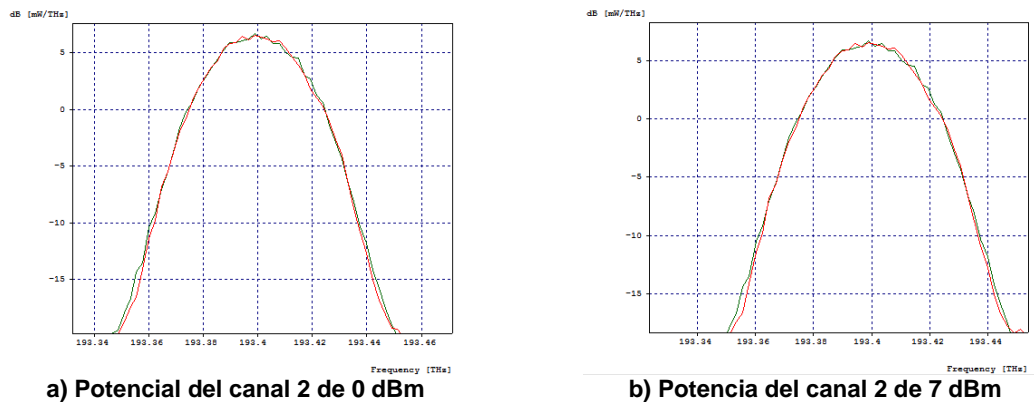 dB [mW/THz]
5
0
-5
-10
-15
193.34 193.36 193.38 193.4 193.42 193.44 193.46
Frequency [THz]
a) Potencial del canal 2 de 0 dBm
dB [mW/THz]
5
0
-5
-10
-15
193.34 193.36 193.38 193.4 193.42 193.44
Frequency [THz]
b) Potencia del canal 2 de 7 dBm